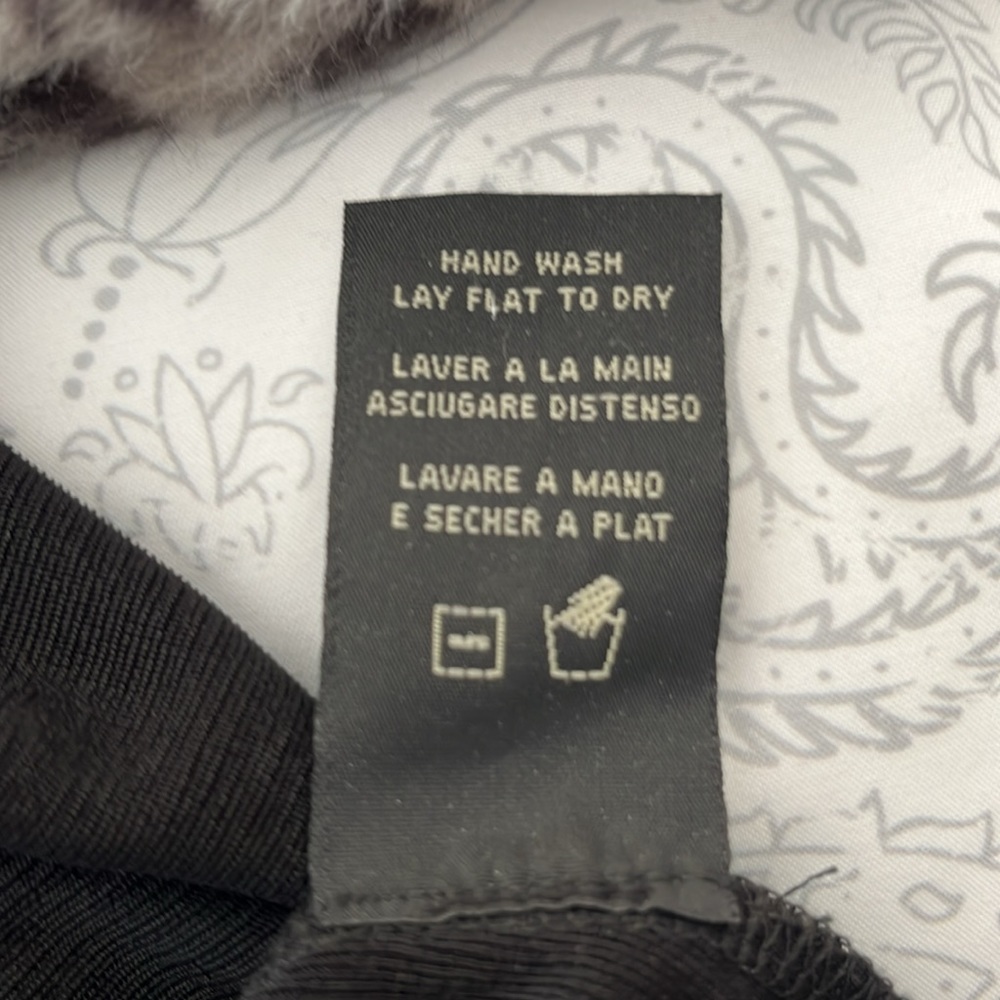 HAND WASH
LAY FLAT TO DRY
LAVER A LA MAIN
ASCIUGARE DISTENSO
LAVARE A MANO
E SECHER A PLAT